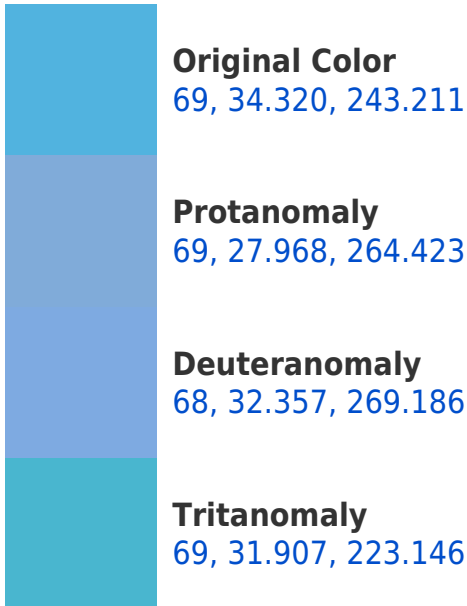 Original Color
69, 34.320, 243.211
Protanomaly
69, 27.968, 264.423
Deuteranomaly
68, 32.357, 269.186
Tritanomaly
69, 31.907, 223.146